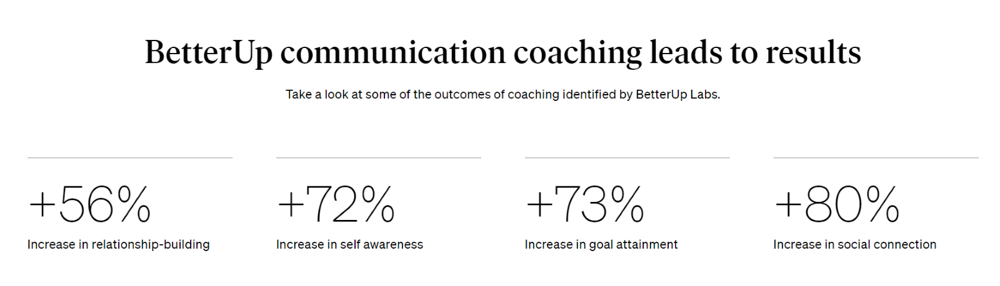 BetterUp communication coaching leads to results
Take a look at some of the outcomes of coaching identified by BetterUp Labs.
+56%
Increase in relationship-building
+72%
Increase in self awareness
+73%
Increase in goal attainment
+80%
Increase in social connection